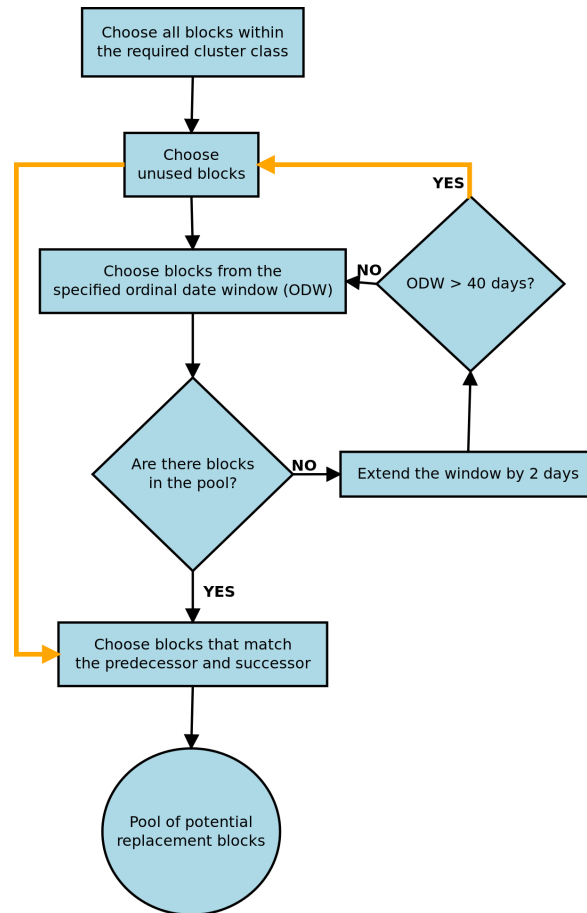 Choose all blocks within
the required cluster class
Choose
unused blocks
YES
Choose blocks from the
specified ordinal date window (ODW)
NO
ODW > 40 days?
Are there blocks
in the pool?
NO
Extend the window by 2 days
YES
Choose blocks that match
the predecessor and successor
Pool of potential
replacement blocks